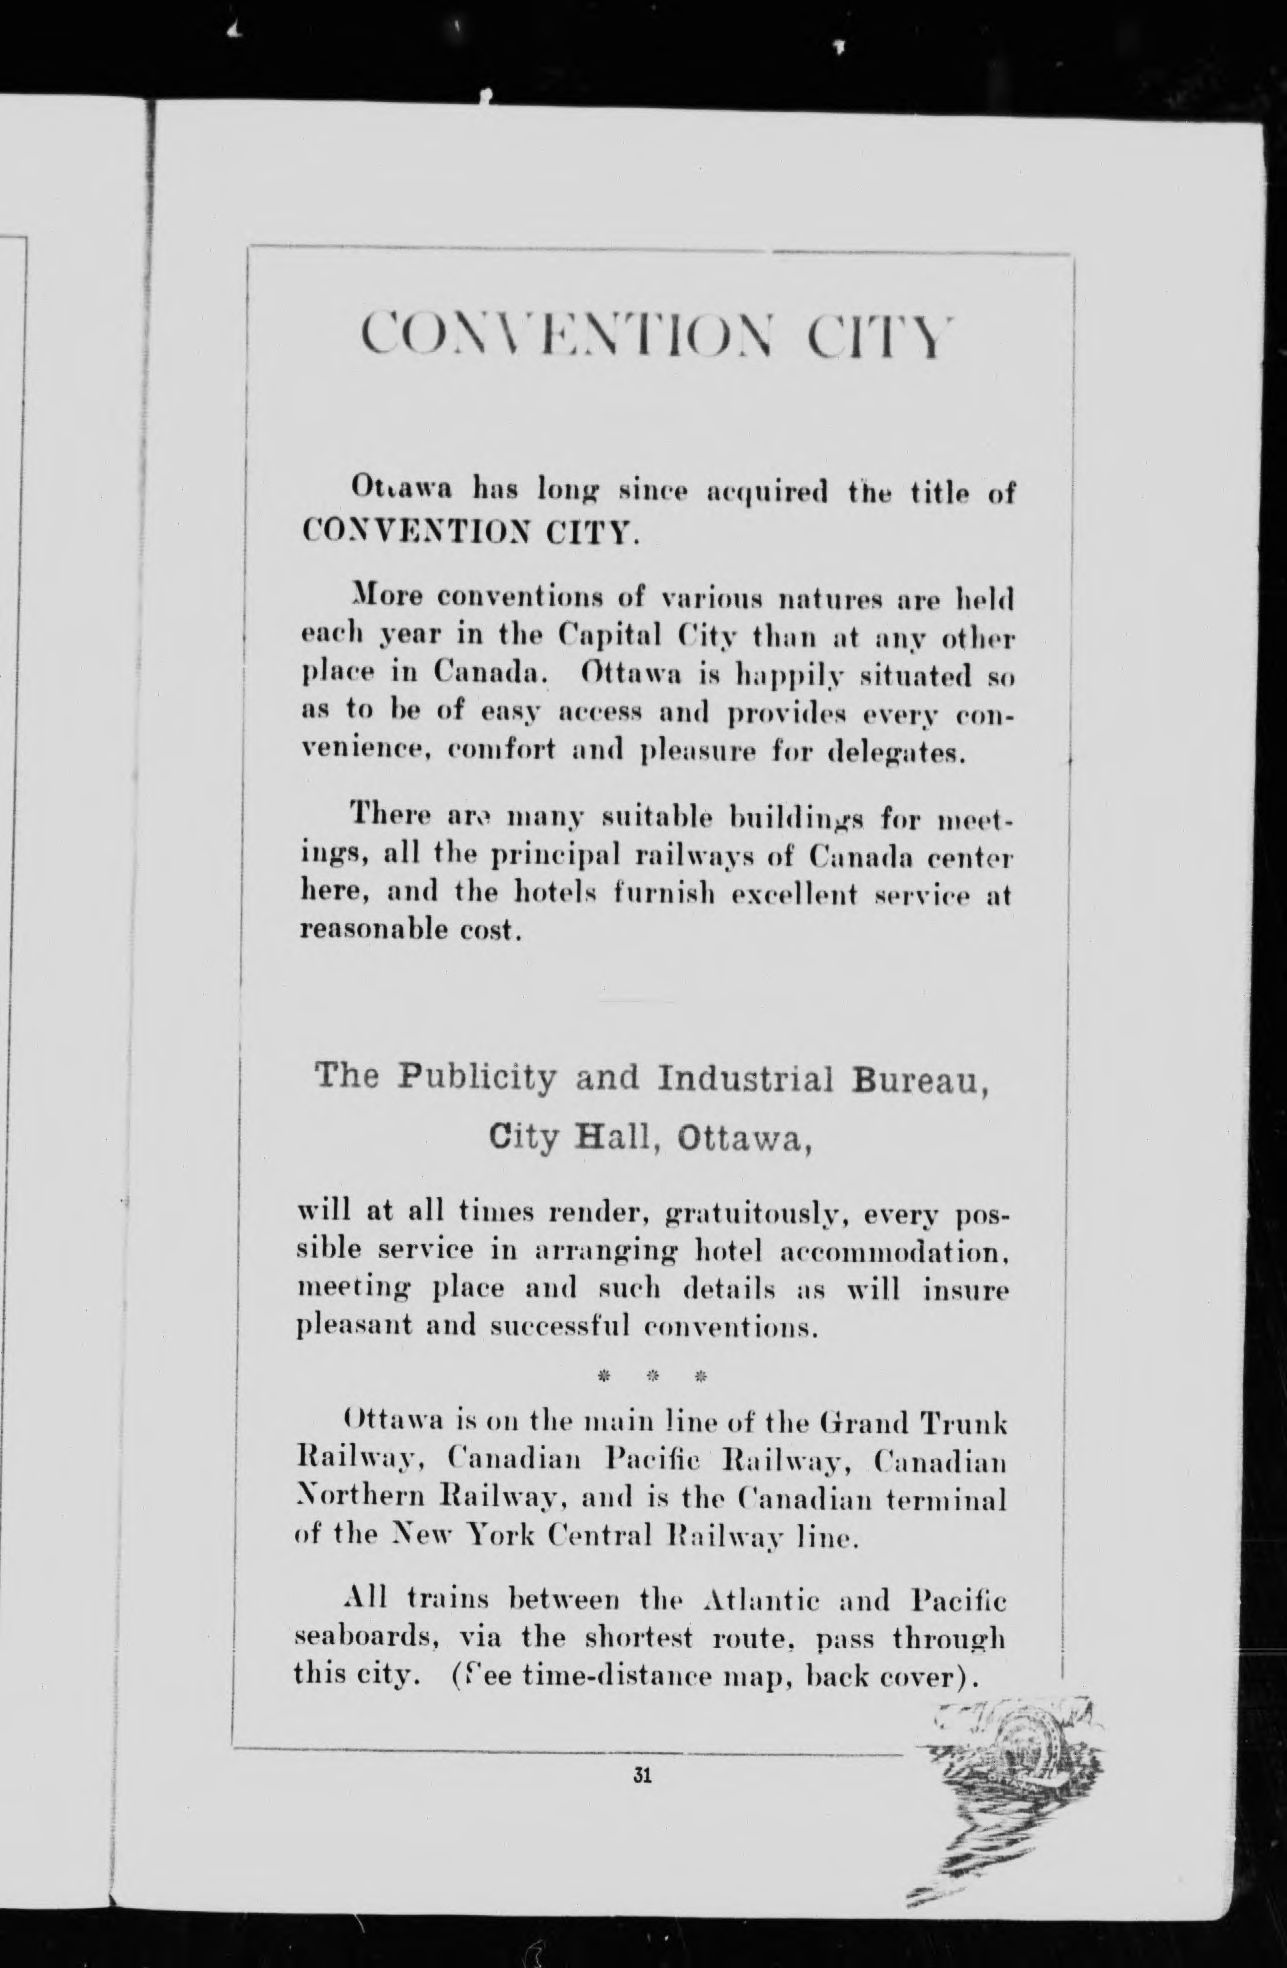 CONVENTION CITY
Ottawa has long since acquired the title of
CONVENTION CITY.
More conventions of various natures are held
each year in the Capital City than at any other
place in Canada. Ottawa is happily situated so
as to be of easy access and provides every con-
venience, comfort and pleasure for delegates.
There are many suitable buildings for meet-
ings, all the principal railways of Canada center
here, and the hotels furnish excellent service at
reasonable cost.
The Publicity and Industrial Bureau,
City Hall, Ottawa,
will at all times render, gratuitously, every pos-
sible service in arranging hotel accommodation,
meeting place and such details as will insure
pleasant and successful conventions.
* * *
Ottawa is on the main line of the Grand Trunk
Railway, Canadian Pacific Railway, Canadian
Northern Railway, and is the Canadian terminal
of the New York Central Railway line.
All trains between the Atlantic and Pacific
seaboards, via the shortest route, pass through
this city. (See time-distance map, back cover).
31